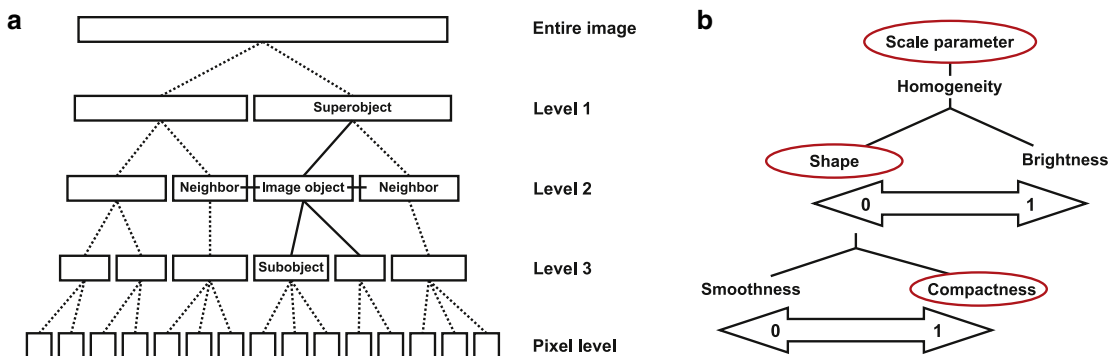 a
Entire image
Superobject
Level 1
Neighbor
Image object
Neighbor
Level 2
Subobject
Level 3
Pixel level
b
Scale parameter
Homogeneity
Shape
Brightness
0
1
Smoothness
Compactness
0
1